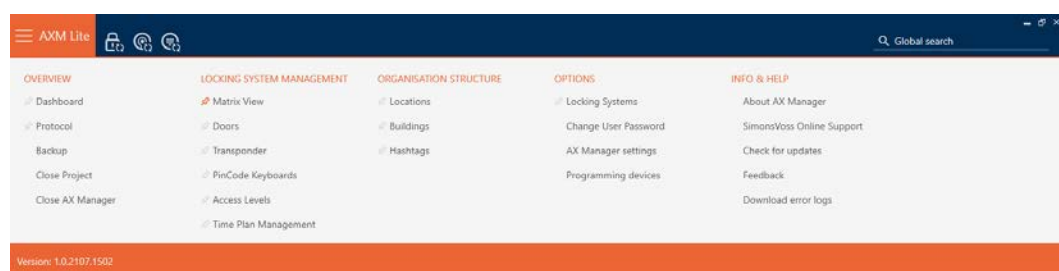 AXM Lite
Global search
OVERVIEW
Dashboard
Protocol
Backup
Close Project
Close AX Manager
LOCKING SYSTEM MANAGEMENT
Matrix View
Doors
Transponder
PinCode Keyboards
Access Levels
Time Plan Management
ORGANISATION STRUCTURE
Locations
Buildings
Hashtags
OPTIONS
Locking Systems
Change User Password
AX Manager settings
Programming devices
INFO & HELP
About AX Manager
SimonsVoss Online Support
Check for updates
Feedback
Download error logs
Version: 1.0.2107.1502